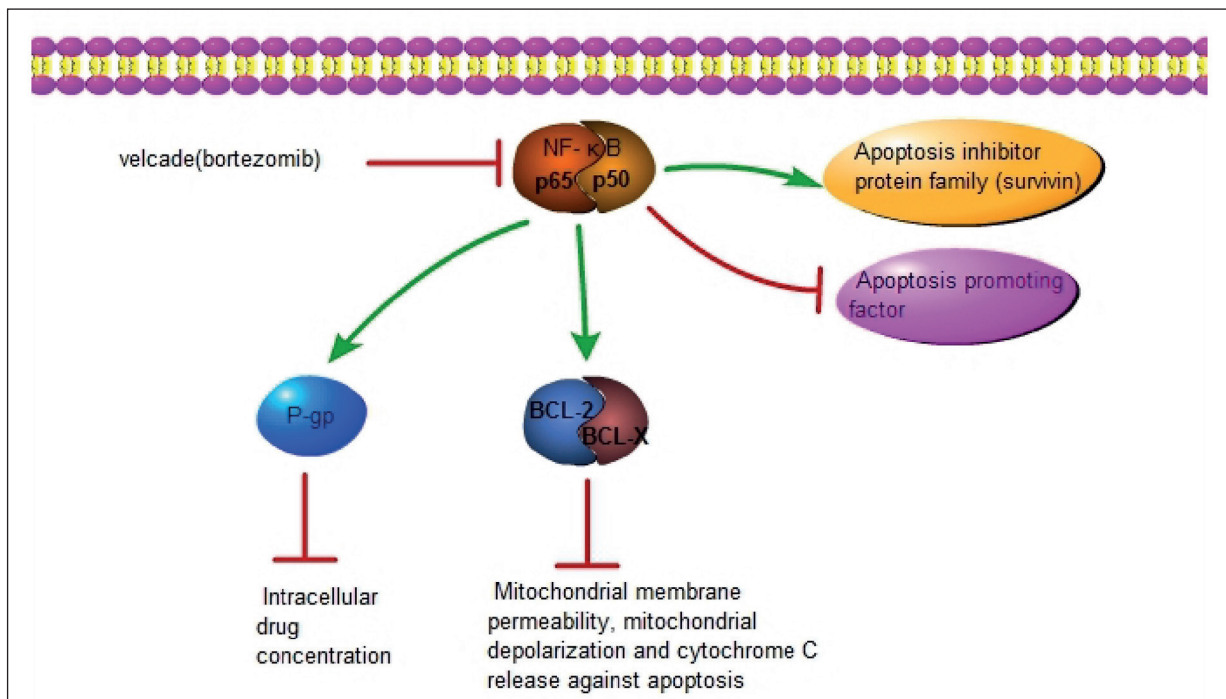 velcade(bortezomib)
NF- κB
p65 p50
Apoptosis inhibitor
protein family (survivin)
Apoptosis promoting
factor
P-gp
BCL-2
BCL-X
Intracellular
drug
concentration
Mitochondrial membrane
permeability, mitochondrial
depolarization and cytochrome C
release against apoptosis